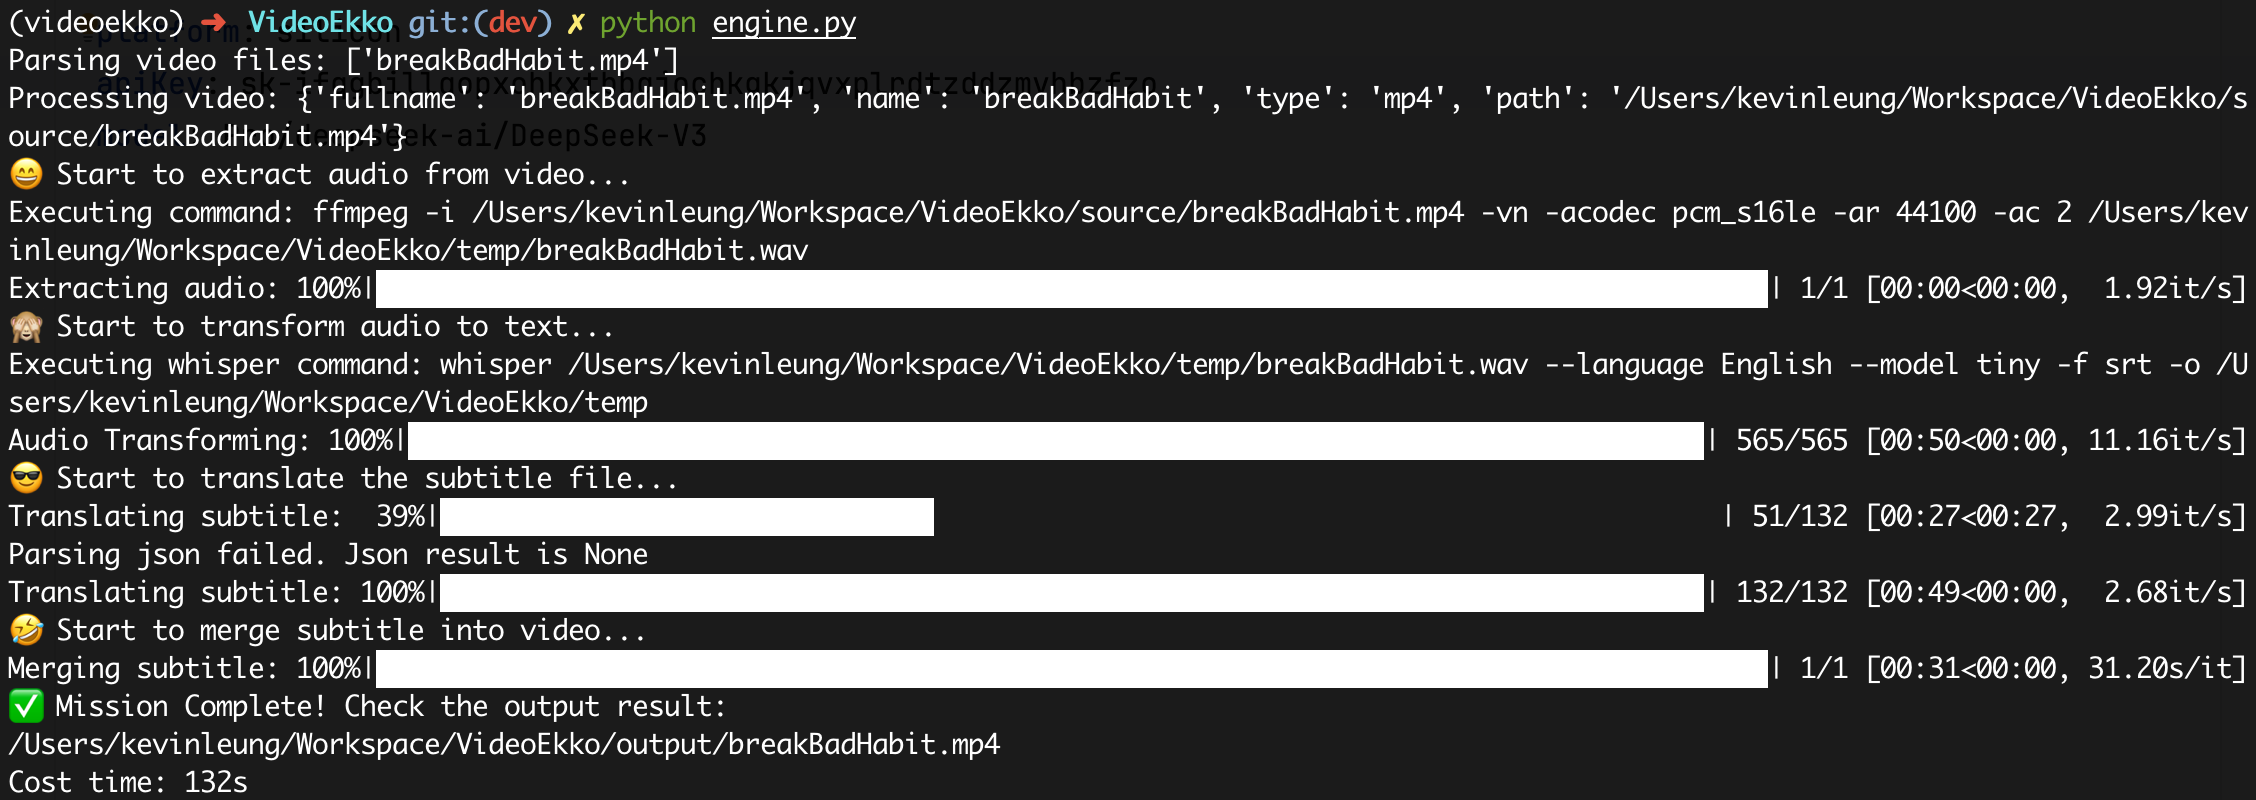 (videoekko) ➜ VideoEkko git:(dev) ✗ python engine.py
Parsing video files: ['breakBadHabit.mp4']
Processing video: {'fullname': 'breakBadHabit.mp4', 'name': 'breakBadHabit', 'type': 'mp4', 'path': '/Users/kevinleung/Workspace/VideoEkko/s
ource/breakBadHabit.mp4'}
😄 Start to extract audio from video...
Executing command: ffmpeg -i /Users/kevinleung/Workspace/VideoEkko/source/breakBadHabit.mp4 -vn -acodec pcm_s16le -ar 44100 -ac 2 /Users/kev
inleung/Workspace/VideoEkko/temp/breakBadHabit.wav
Extracting audio: 100%| | 1/1 [00:00<00:00, 1.92it/s]
🙈 Start to transform audio to text...
Executing whisper command: whisper /Users/kevinleung/Workspace/VideoEkko/temp/breakBadHabit.wav --language English --model tiny -f srt -o /U
sers/kevinleung/Workspace/VideoEkko/temp
Audio Transforming: 100%| | 565/565 [00:50<00:00, 11.16it/s]
😎 Start to translate the subtitle file...
Translating subtitle: 39%| | 51/132 [00:27<00:27, 2.99it/s]
Parsing json failed. Json result is None
Translating subtitle: 100%| | 132/132 [00:49<00:00, 2.68it/s]
🤣 Start to merge subtitle into video...
Merging subtitle: 100%| | 1/1 [00:31<00:00, 31.20s/it]
✅ Mission Complete! Check the output result:
/Users/kevinleung/Workspace/VideoEkko/output/breakBadHabit.mp4
Cost time: 132s